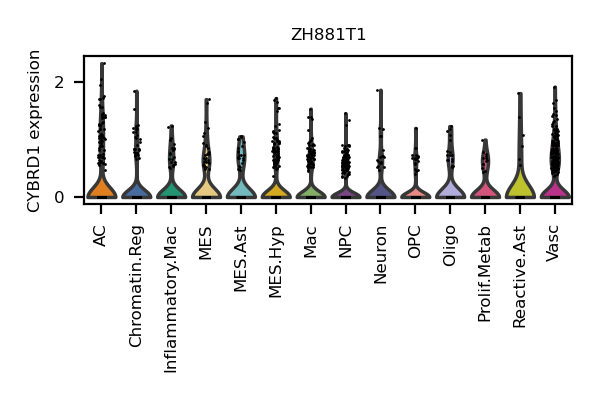 ZH881T1
CYBRD1 expression
2
0
AC
Chromatin.Reg
Inflammatory.Mac
MES
MES.Ast
MES.Hyp
Mac
NPC
Neuron
OPC
Oligo
Prolif.Metab
Reactive.Ast
Vasc